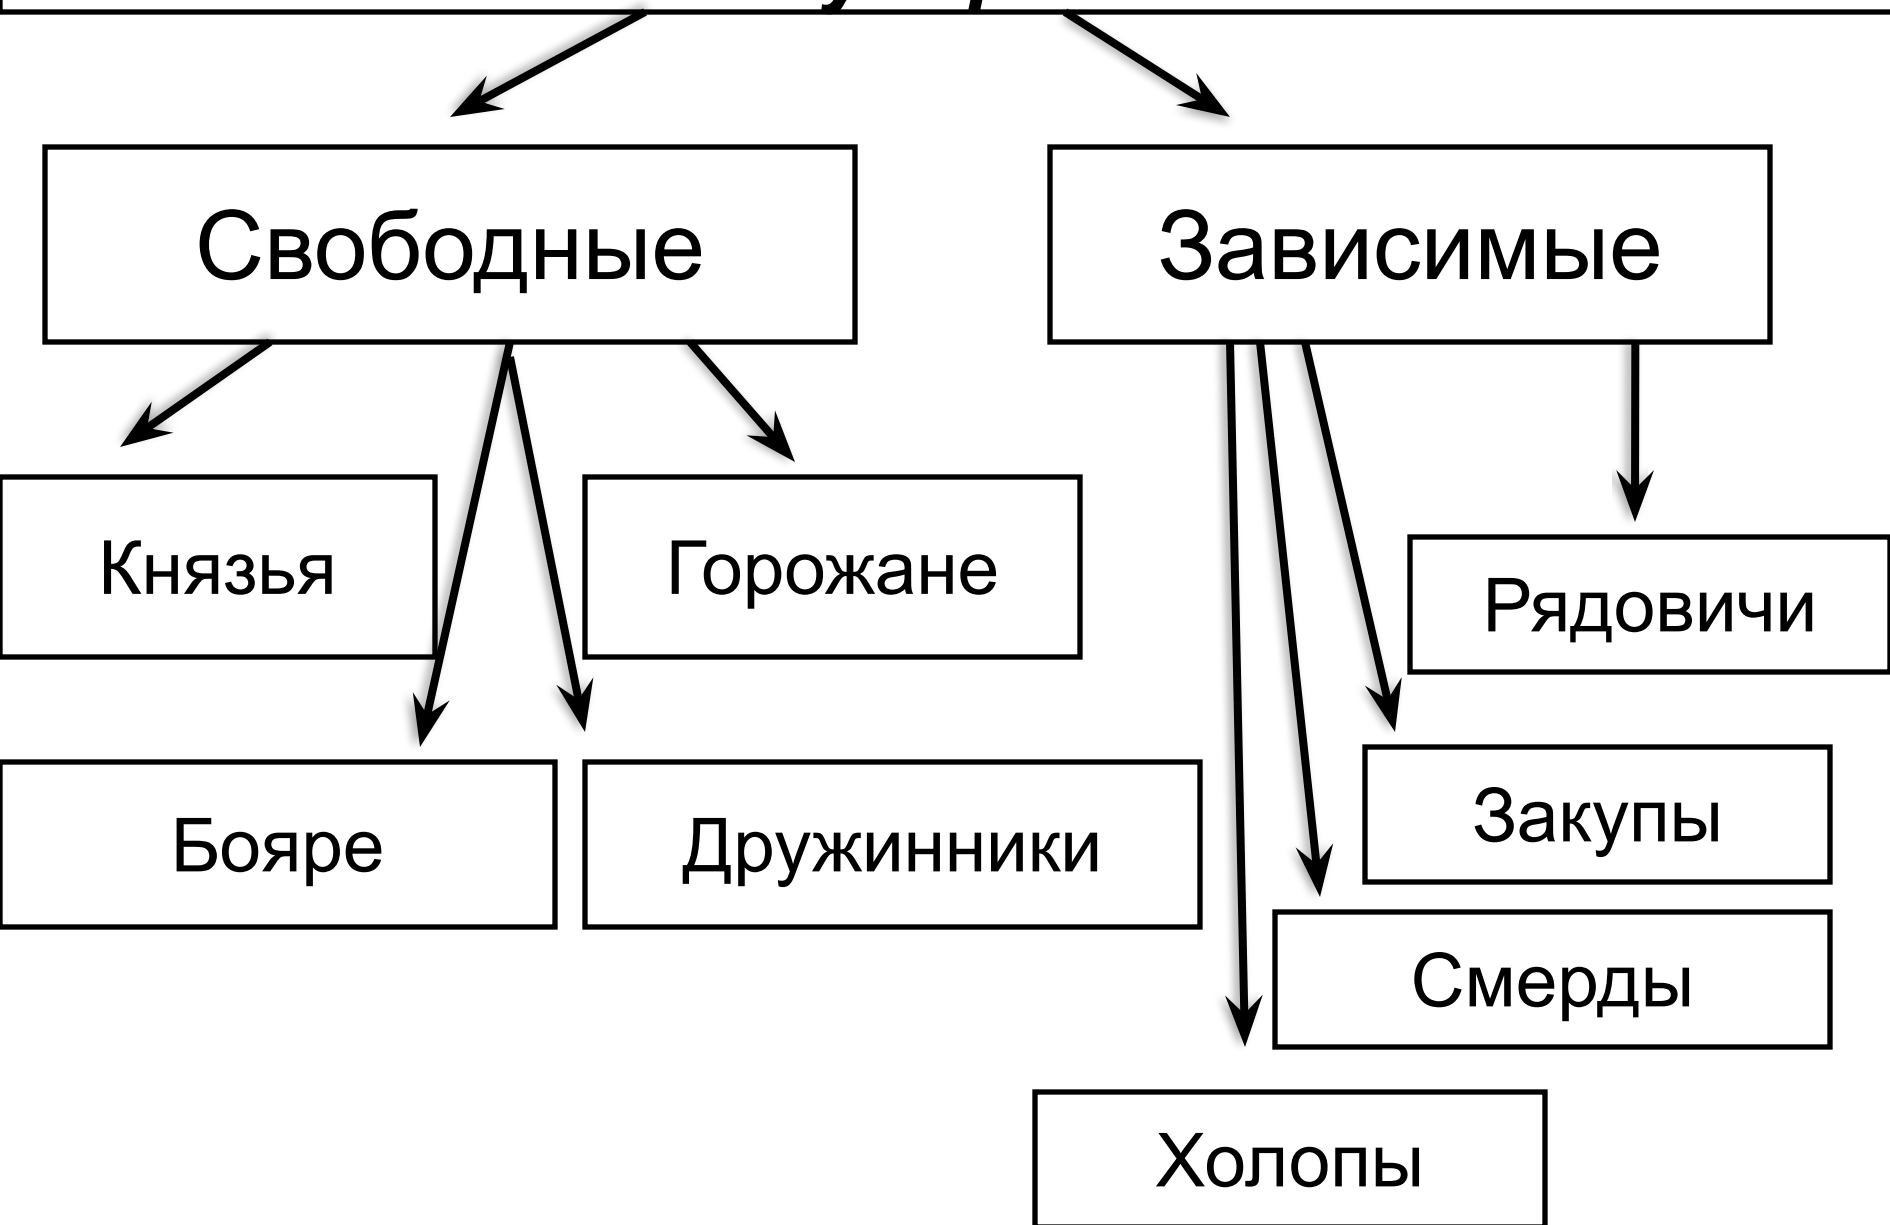 Свободные
Зависимые
Князья
Горожане
Рядовичи
Бояре
Дружинники
Закупы
Смерды
Холопы